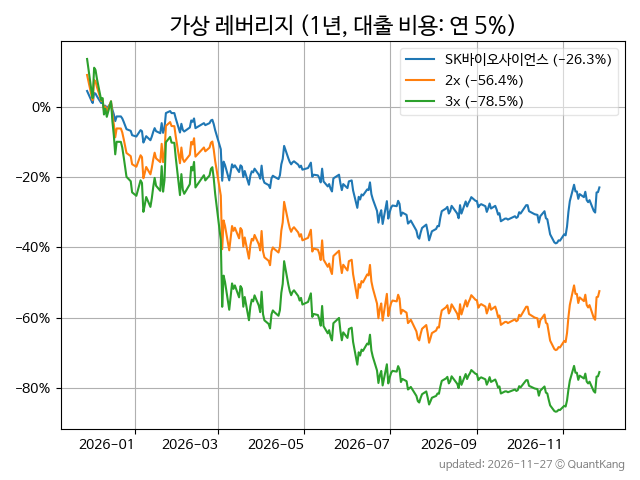 가상 레버리지 (1년, 대출 비용: 연 5%)
SK바이오사이언스 (−26.3%)
2x (−56.4%)
3x (−78.5%)
0%
−20%
−40%
−60%
−80%
2026-01 2026-03 2026-05 2026-07 2026-09 2026-11
updated: 2026-11-27 © QuantKang